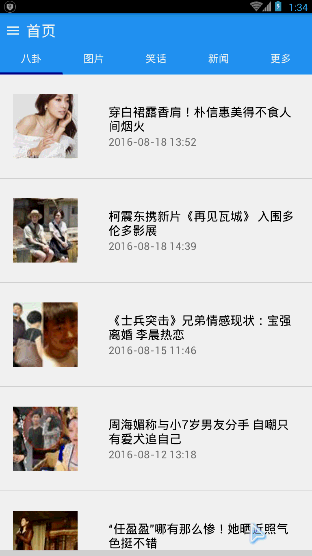 1:34
首页
八卦
图片
笑话
新闻
更多
穿白裙露香肩！朴信惠美得不食人
间烟火
2016-08-18 13:52
柯震东携新片《再见瓦城》 入围多
伦多影展
2016-08-18 14:39
《士兵突击》兄弟情感现状：宝强
离婚 李晨热恋
2016-08-15 11:46
周海媚称与小7岁男友分手 自嘲只
有爱犬追自己
2016-08-12 13:18
“任盈盈”哪有那么惨！她晒近照气
色挺不错